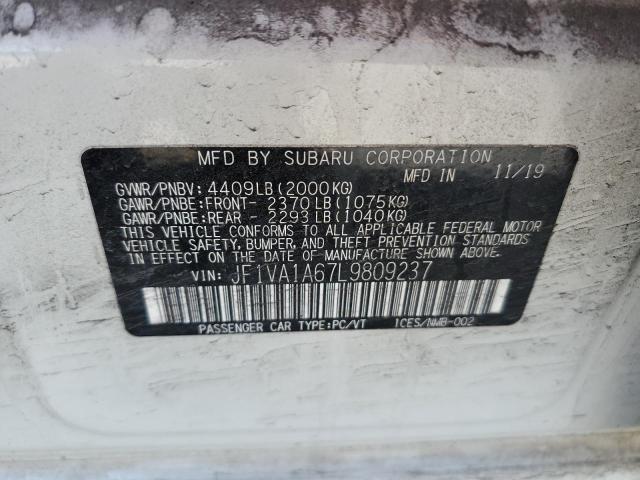 MFD BY SUBARU CORPORATION
MFD IN 11/19
GVWR/PNBV: 4409LB(2000KG)
GAWR/PNBE:FRONT- 2370LB(1075KG)
GAWR/PNBE:REAR - 2293LB(1040KG)
THIS VEHICLE CONFORMS TO ALL APPLICABLE FEDERAL MOTOR
VEHICLE SAFETY, BUMPER, AND THEFT PREVENTION STANDARDS
IN EFFECT ON THE DATE OF MANUFACTURE SHOWN ABOVE.
VIN: JF1VA1A67L9809237
PASSENGER CAR TYPE:PC/VT ICES/NMB-002